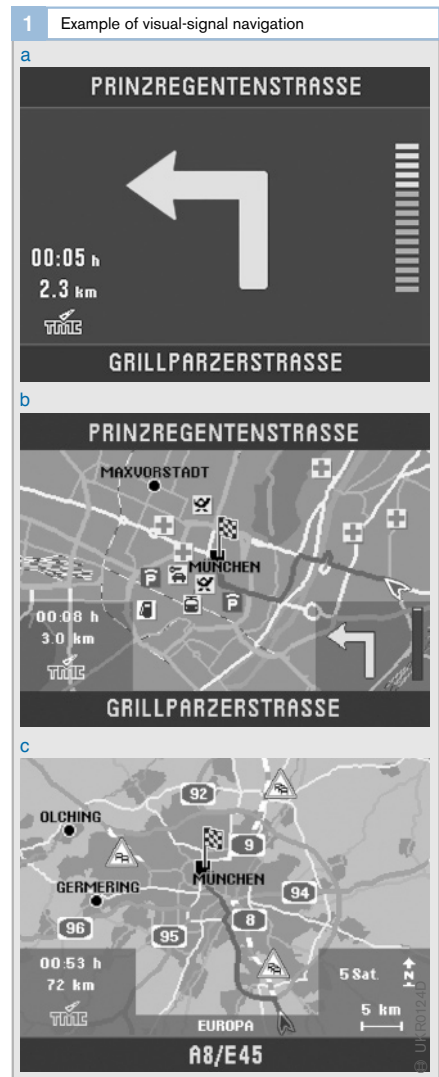 1 Example of visual-signal navigation
a
PRINZREGENTENSTRASSE
00:05 h
2.3 km
TMC
GRILLPARZERSTRASSE
b
PRINZREGENTENSTRASSE
MAXVORSTADT
MÜNCHEN
P
P
00:08 h
3.0 km
TMC
GRILLPARZERSTRASSE
c
92
OLCHING
9
MÜNCHEN
GERMERING
94
8
96
95
00:53 h
72 km
5 Sat.
N
TMC
5 km
EUROPA
A8/E45
UKR0124D